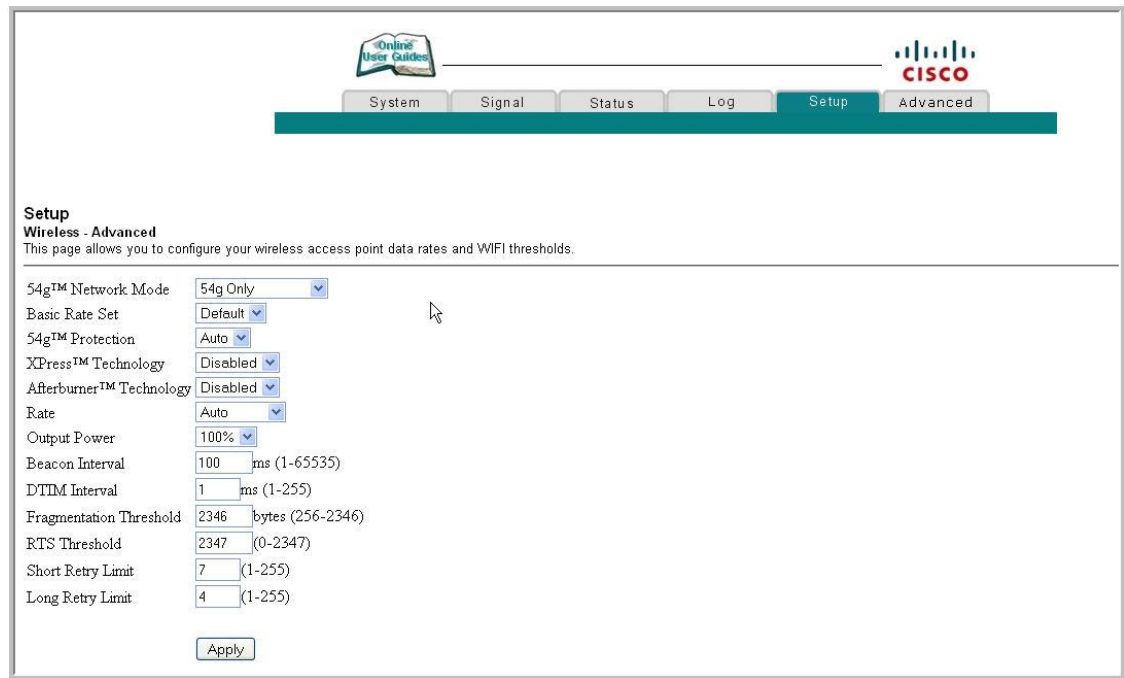 Online
User Guides
CISCO
System Signal Status Log Setup Advanced
Setup
Wireless - Advanced
This page allows you to configure your wireless access point data rates and WIFI thresholds.
54g™ Network Mode 54g Only
Basic Rate Set Default
54g™ Protection Auto
XPress™ Technology Disabled
Afterburner™ Technology Disabled
Rate Auto
Output Power 100%
Beacon Interval 100 ms (1-65535)
DTIM Interval 1 ms (1-255)
Fragmentation Threshold 2346 bytes (256-2346)
RTS Threshold 2347 (0-2347)
Short Retry Limit 7 (1-255)
Long Retry Limit 4 (1-255)
Apply